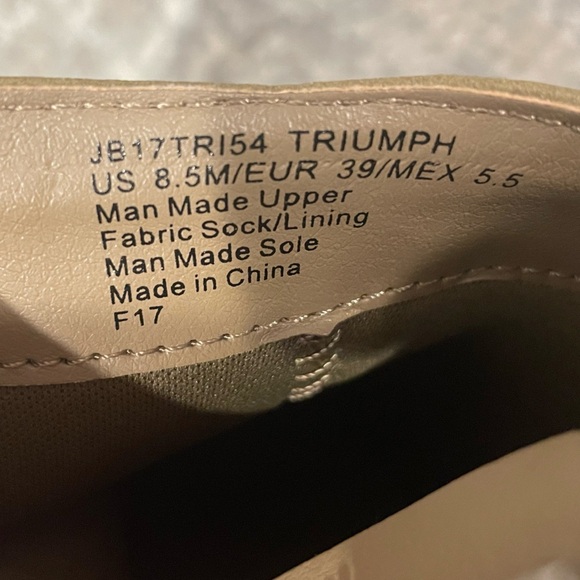 JB17TRI54 TRIUMPH
US 8.5M/EUR 39/MEX 5.5
Man Made Upper
Fabric Sock/Lining
Man Made Sole
Made in China
F17